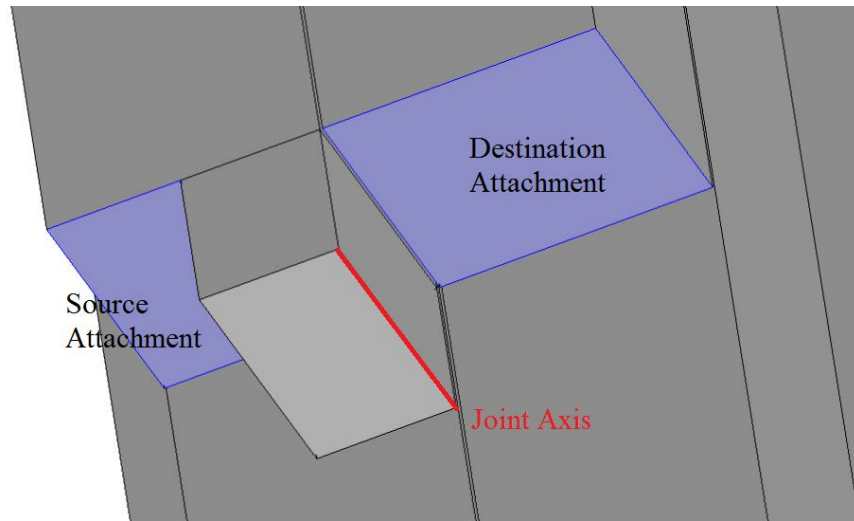 Destination
Attachment
Source
Attachment
Joint Axis